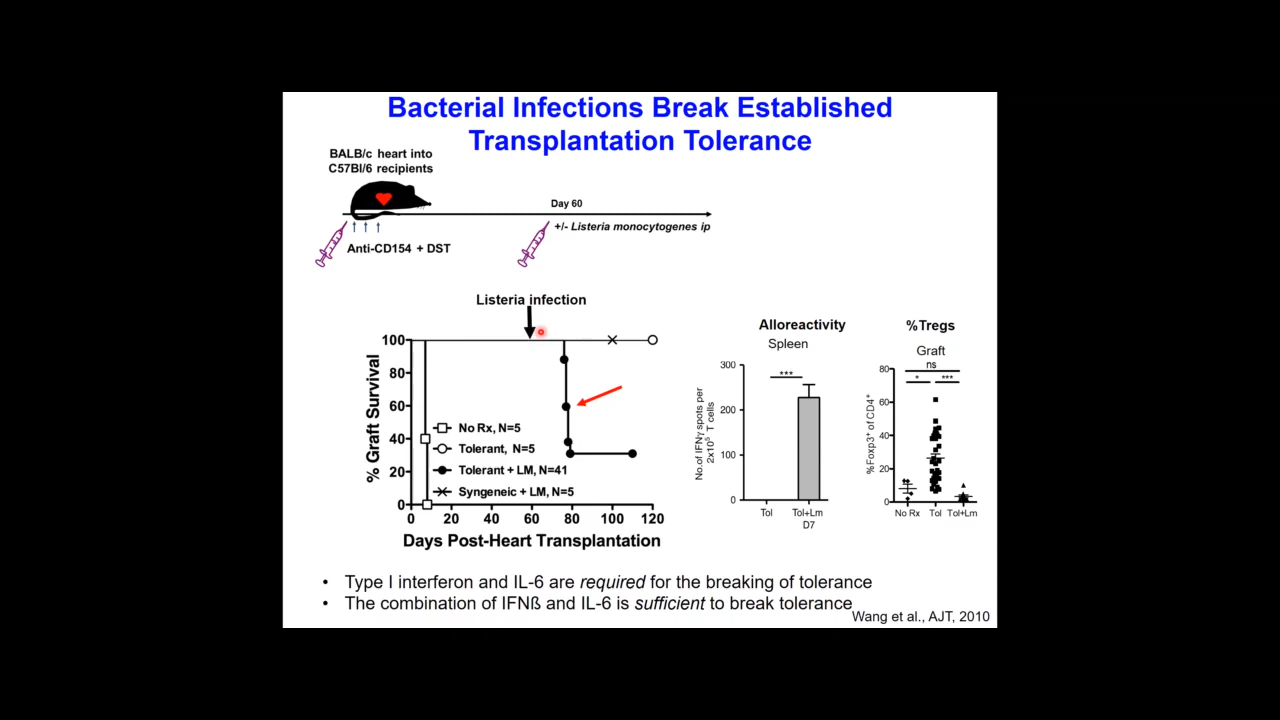 Bacterial Infections Break Established
Transplantation Tolerance
BALB/c heart into
C57Bl/6 recipients
Day 60
+/- Listeria monocytogenes ip
Anti-CD154 + DST
Listeria infection
% Graft Survival
100
80
60
40
20
0
No Rx, N=5
Tolerant, N=5
Tolerant + LM, N=41
Syngeneic + LM, N=5
0 20 40 60 80 100 120
Days Post-Heart Transplantation
Alloreactivity
Spleen
No.of IFNγ spots per
2x10⁵ T cells
300
200
100
0
***
Tol Tol+Lm
D7
%Tregs
Graft
ns
* ***
%Foxp3⁺ of CD4⁺
80
60
40
20
0
No Rx Tol Tol+Lm
• Type I interferon and IL-6 are required for the breaking of tolerance
• The combination of IFNß and IL-6 is sufficient to break tolerance
Wang et al., AJT, 2010